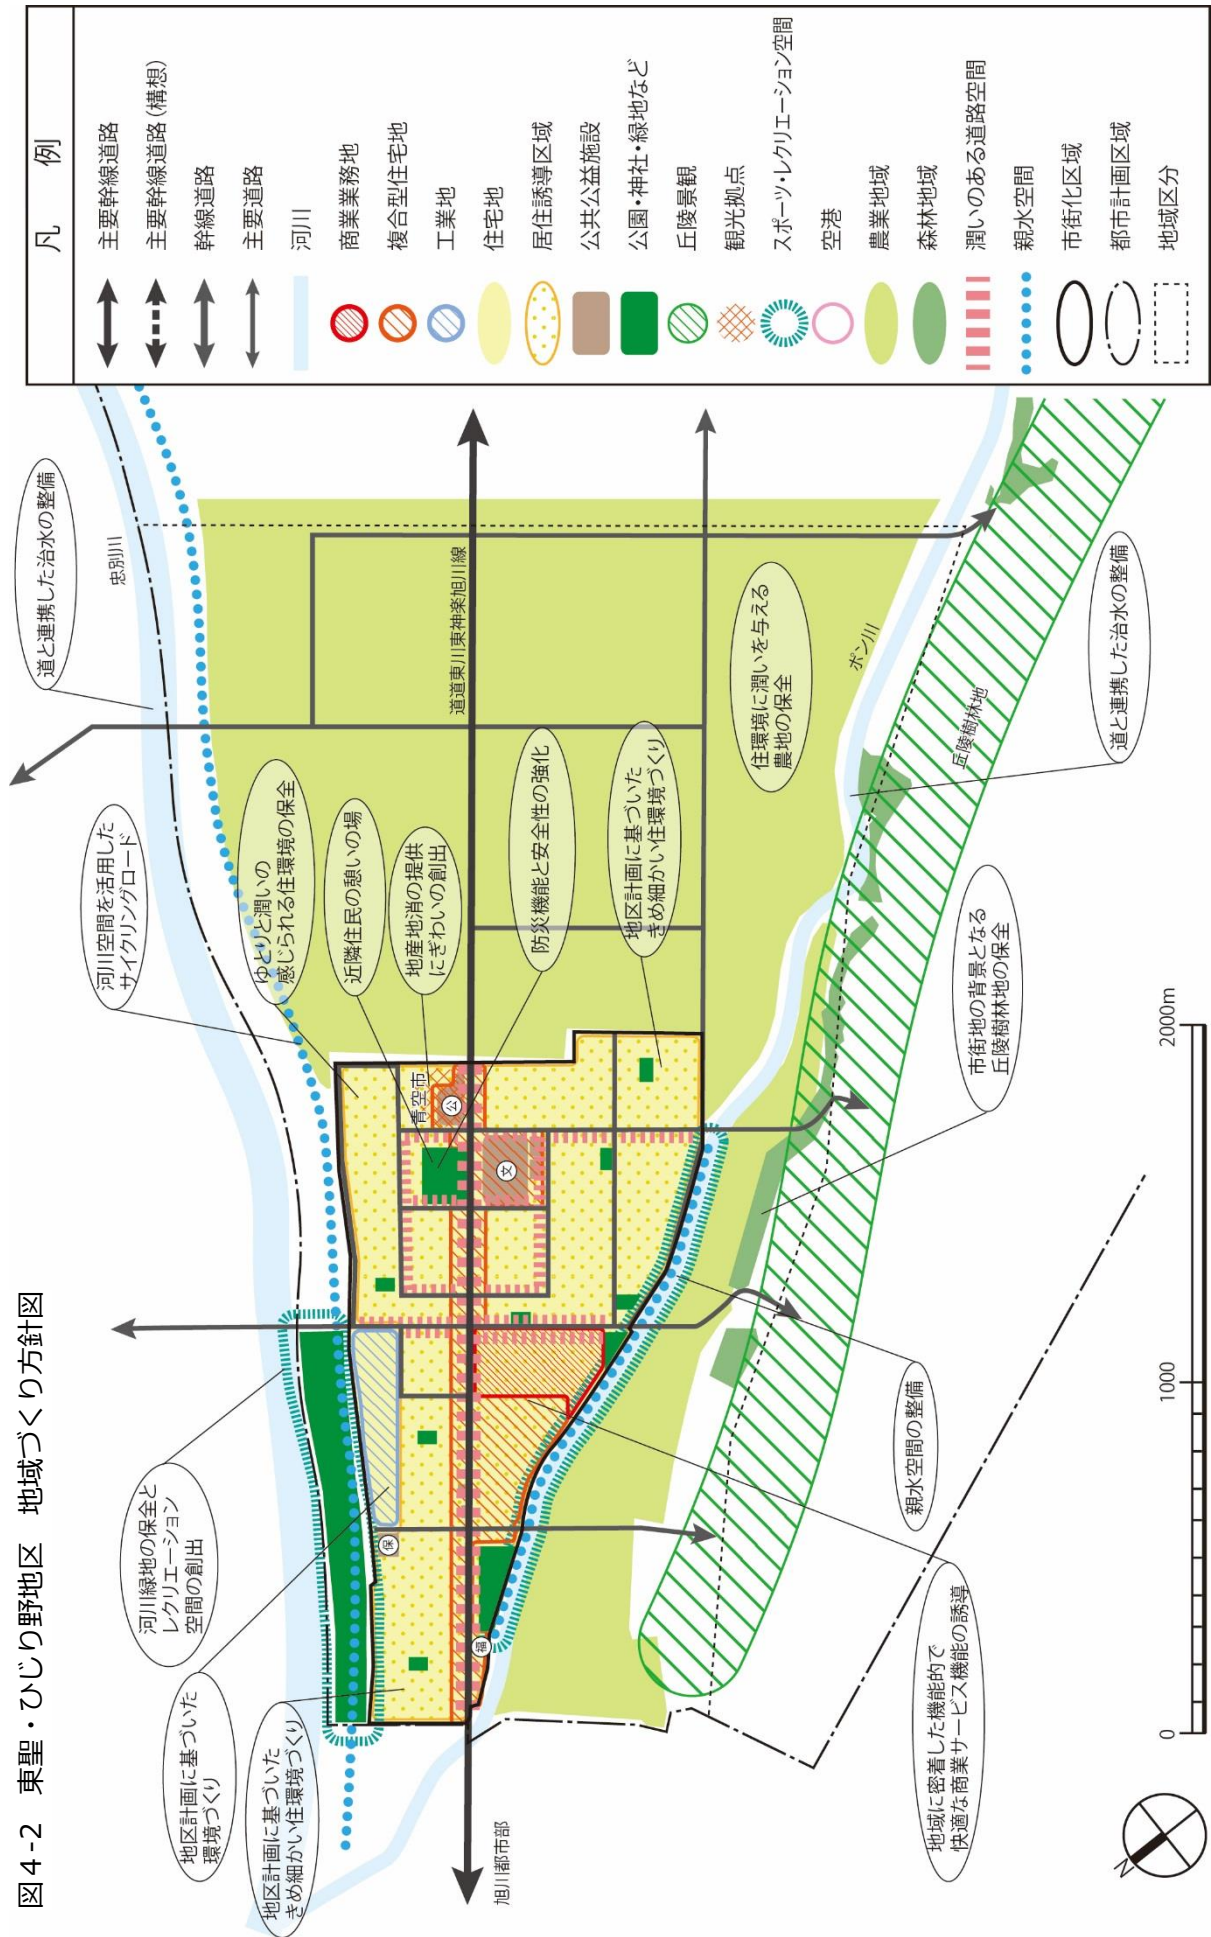 図4-2　東聖・ひじり野地区　地域づくり方針図
凡　例
主要幹線道路
主要幹線道路(構想)
幹線道路
主要道路
河川
商業業務地
複合型住宅地
工業地
住宅地
居住誘導区域
公共公益施設
公園・神社・緑地など
丘陵景観
観光拠点
スポーツ・レクリエーション空間
空港
農業地域
森林地域
潤いのある道路空間
親水空間
市街化区域
都市計画区域
地域区分
道と連携した治水の整備
忠別川
河川空間を活用した
サイクリングロード
ゆとりと潤いの
感じられる住環境の保全
近隣住民の憩いの場
地産地消の提供
にぎわいの創出
防災機能と安全性の強化
地区計画に基づいた
きめ細かい住環境づくり
住環境に潤いを与える
農地の保全
道道東川東神楽旭川線
ポン川
丘陵樹林地
道と連携した治水の整備
市街地の背景となる
丘陵樹林地の保全
青空市
公
文
保
福
河川緑地の保全と
レクリエーション
空間の創出
地区計画に基づいた
環境づくり
地区計画に基づいた
きめ細かい住環境づくり
親水空間の整備
地域に密着した機能的で
快適な商業サービス機能の誘導
旭川都市部
0
1000
2000m
N